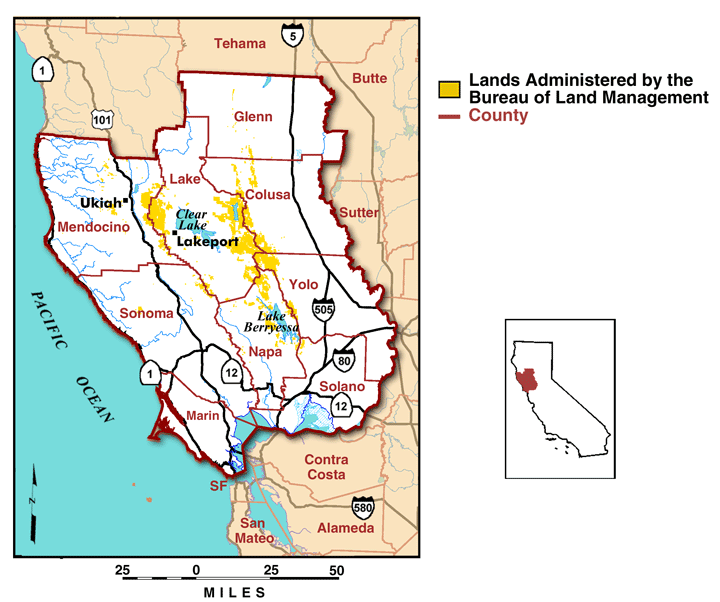 5
Tehama
1
Butte
Lands Administered by the
Bureau of Land Management
County
101
Glenn
Lake
Colusa
Ukiah
Clear
Lake
Sutter
Mendocino
Lakeport
Yolo
PACIFIC
OCEAN
Sonoma
505
Lake
Berryessa
Napa
80
1
12
Solano
12
Marin
Contra
Costa
SF
N
580
San
Mateo
Alameda
25
0
25
50
MILES